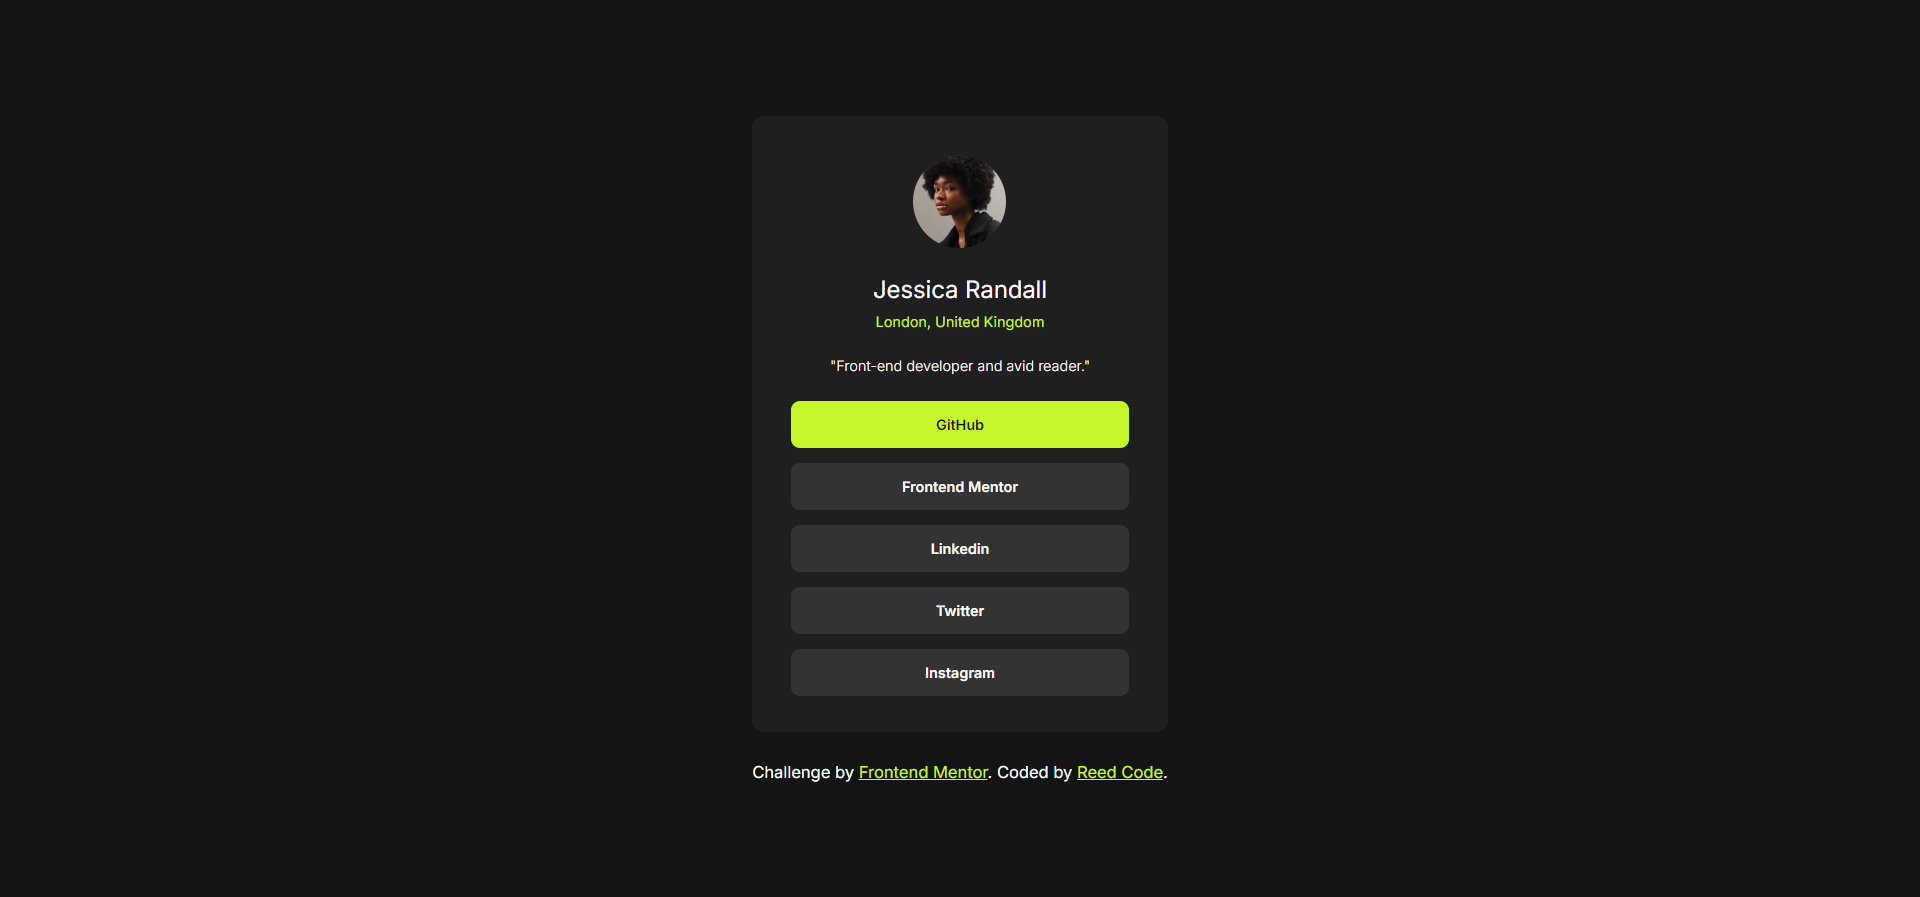 Jessica Randall
London, United Kingdom
"Front-end developer and avid reader."
GitHub
Frontend Mentor
Linkedin
Twitter
Instagram
Challenge by Frontend Mentor. Coded by Reed Code.